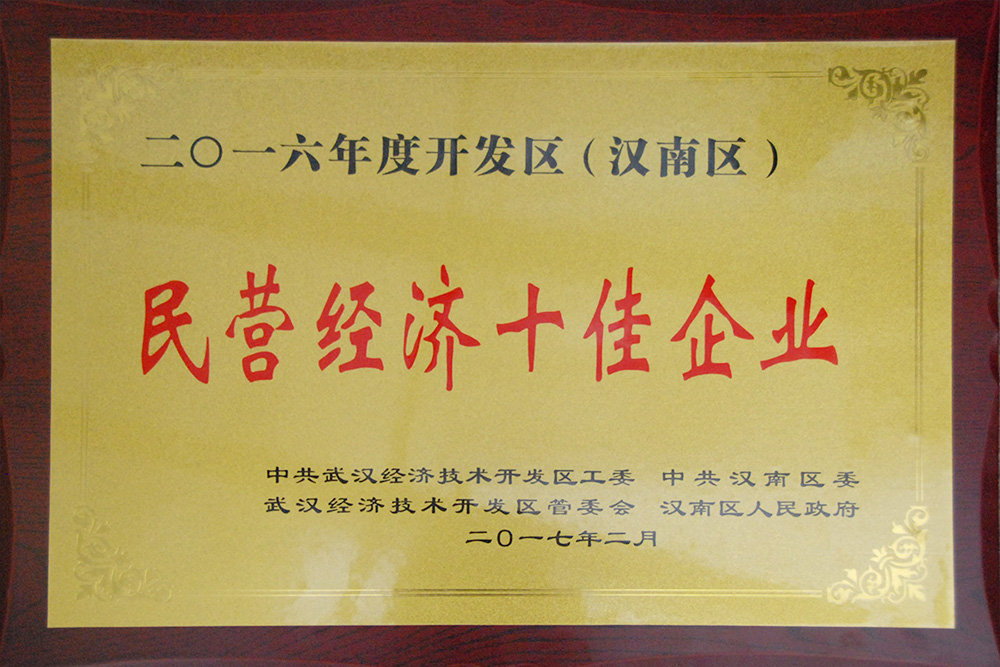 二〇一六年度开发区（汉南区）
民营经济十佳企业
中共武汉经济技术开发区工委 中共汉南区委
武汉经济技术开发区管委会 汉南区人民政府
二〇一七年二月